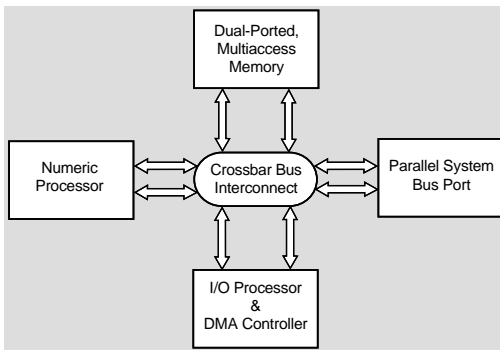 Dual-Ported,
Multiaccess
Memory
Numeric
Processor
Crossbar Bus
Interconnect
Parallel System
Bus Port
I/O Processor
&
DMA Controller